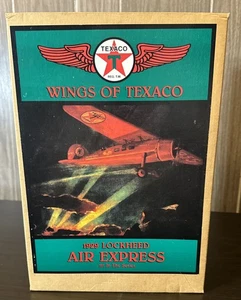 TEXACO
T
WINGS OF TEXACO
1929 LOCKHEED
AIR EXPRESS